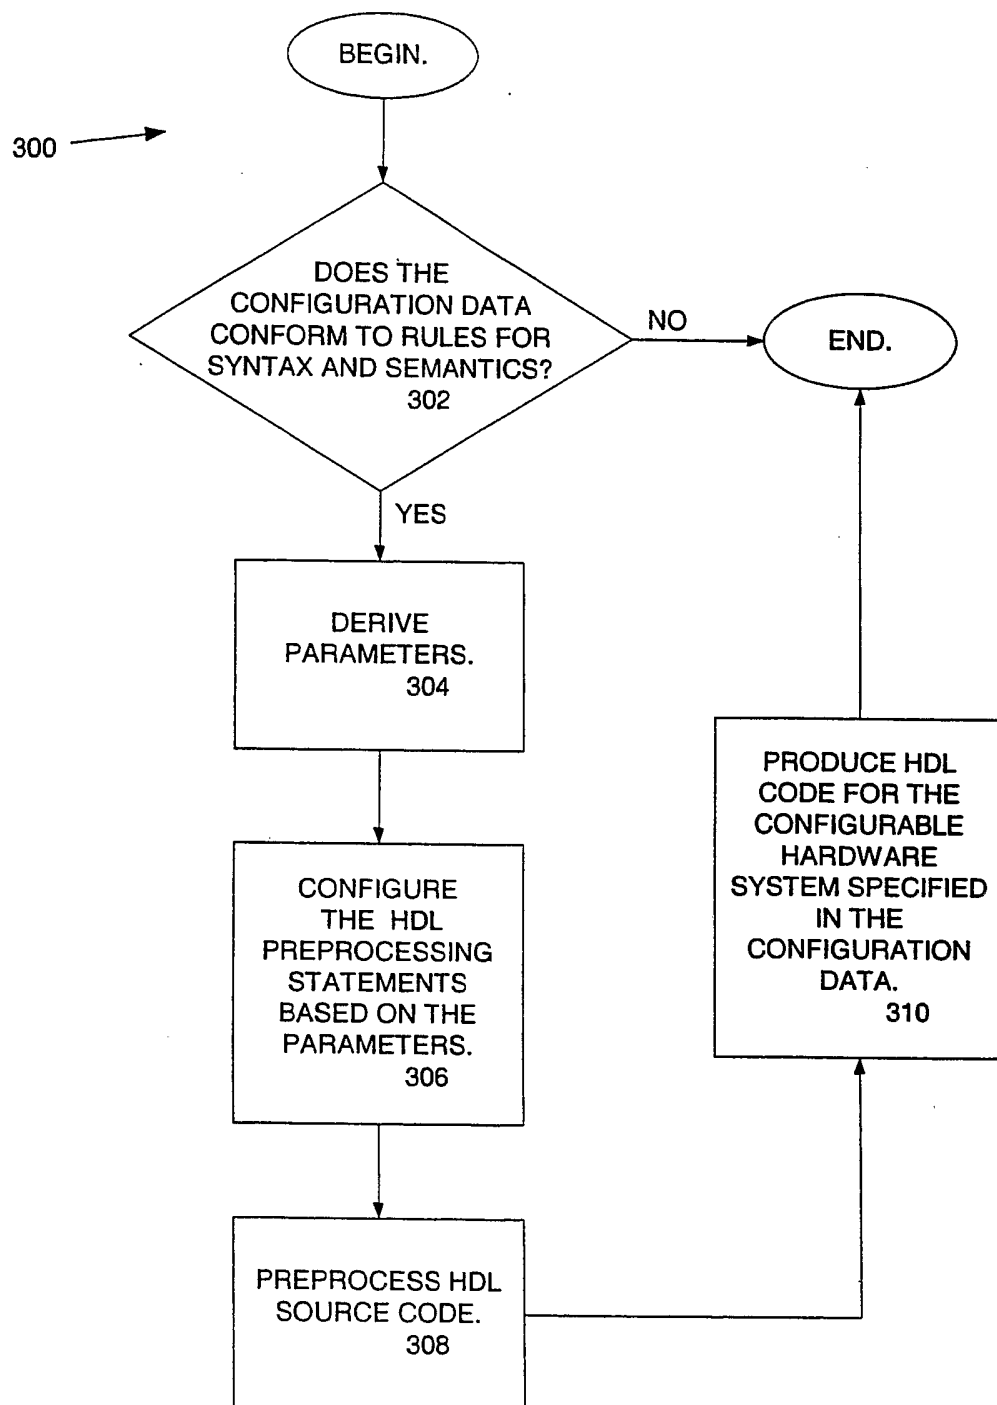 BEGIN.
300
DOES THE
CONFIGURATION DATA
CONFORM TO RULES FOR
SYNTAX AND SEMANTICS?
302
NO
END.
YES
DERIVE
PARAMETERS.
304
CONFIGURE
THE HDL
PREPROCESSING
STATEMENTS
BASED ON THE
PARAMETERS.
306
PREPROCESS HDL
SOURCE CODE.
308
PRODUCE HDL
CODE FOR THE
CONFIGURABLE
HARDWARE
SYSTEM SPECIFIED
IN THE
CONFIGURATION
DATA.
310